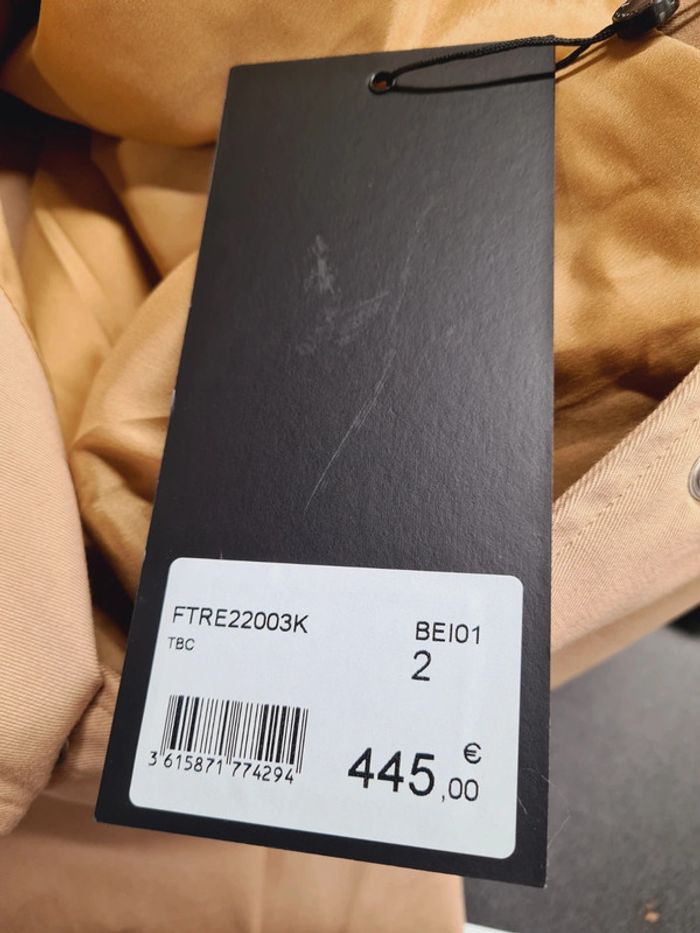 FTRE22003K
TBC
BEI01
2
3 615871 774294
445,00 €